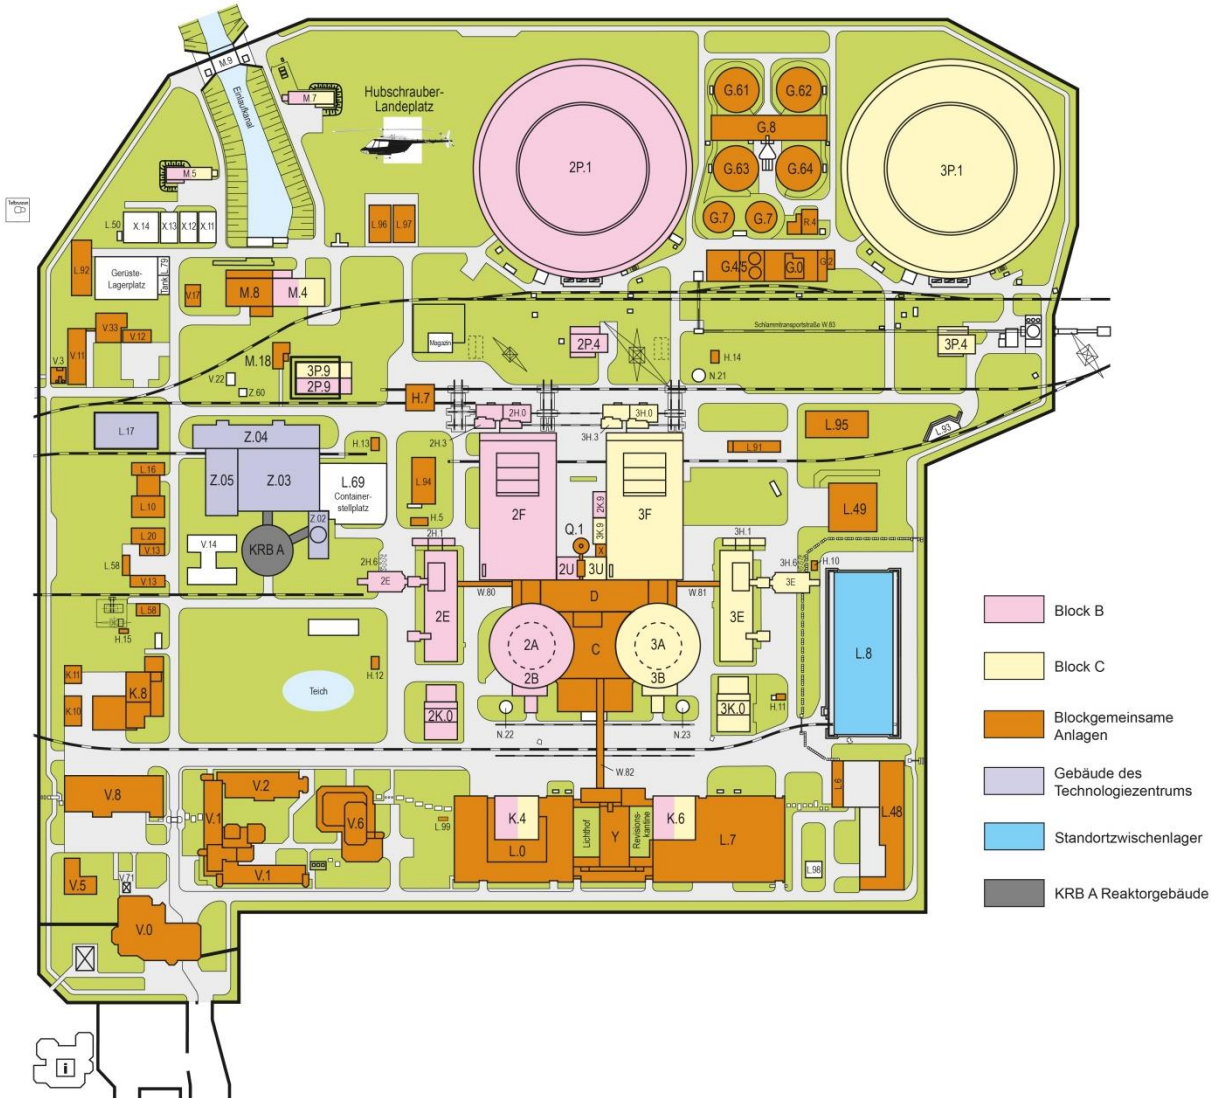 M.9
Einlaufkanal
M.7
Hubschrauber-
Landeplatz
2P.1
G.61
G.62
G.8
G.63
G.64
G.7
G.7
R.4
3P.1
M.5
L.50
X.14
X.13
X.12
X.11
L.96
L.97
L.92
Gerüste-
Lagerplatz
Tank
L.79
V.17
M.8
M.4
G.4/5
G.0
G.2
V.33
V.12
V.11
V.3
Magazin
2P.4
Schlammtransportstraße W.83
3P.4
M.18
V.22
Z.60
3P.9
2P.9
H.14
N.21
H.7
2H.0
3H.0
2H.3
3H.3
L.95
L.93
L.91
L.17
Z.04
H.13
Z.05
Z.03
L.69
Container-
stellplatz
L.94
L.16
L.10
Z.02
H.5
2F
2K.9
3K.9
3F
L.49
L.20
V.13
V.14
KRB A
2H.1
Q.1
X
3H.1
L.58
V.13
2H.6
2E
2U
3U
3H.6
3E
H.10
L.58
W.80
D
W.81
2E
3E
H.15
2A
C
3A
L.8
H.12
K.11
K.8
K.10
Teich
2B
3B
2K.0
3K.0
H.11
N.22
N.23
W.82
V.8
V.2
V.1
V.6
L.99
K.4
L.0
Lichthof
Y
Revisions-
kantine
K.6
L.7
L.6
L.48
L.98
V.5
V.71
V.1
V.0
i
Block B
Block C
Blockgemeinsame
Anlagen
Gebäude des
Technologiezentrums
Standortzwischenlager
KRB A Reaktorgebäude